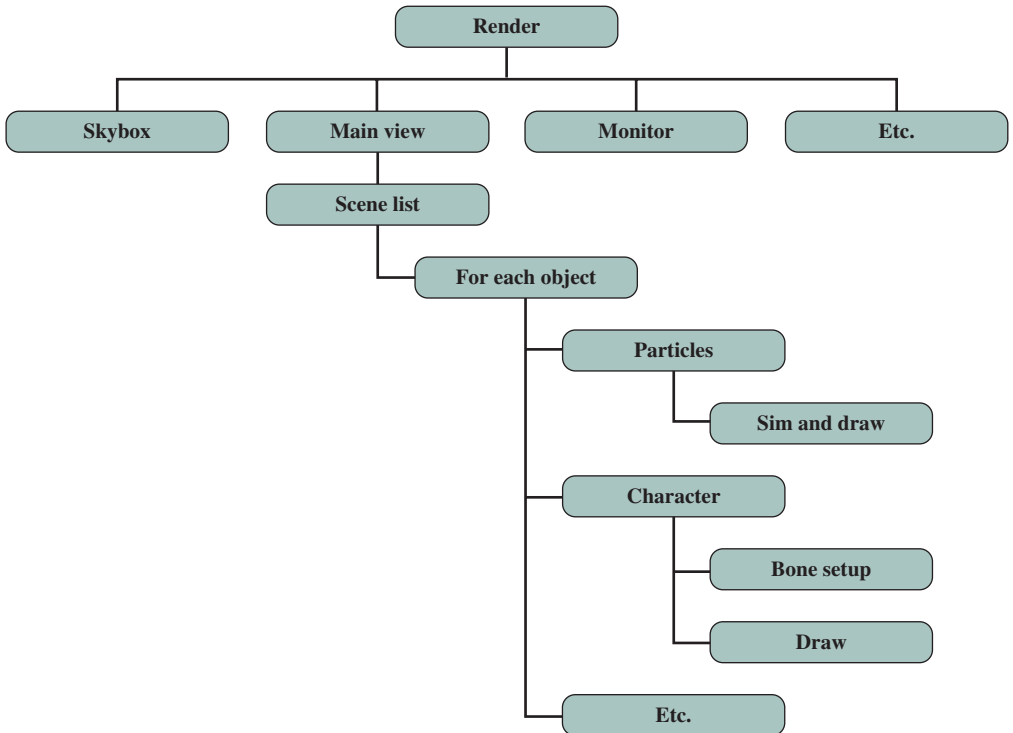 Render
Skybox
Main view
Monitor
Etc.
Scene list
For each object
Particles
Sim and draw
Character
Bone setup
Draw
Etc.